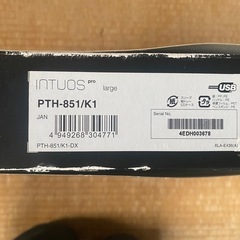 INTUOS pro large
PTH-851/K1
JAN
4 949268 304771
PTH-851/K1-DX
USB
Serial No.
4EDH003678